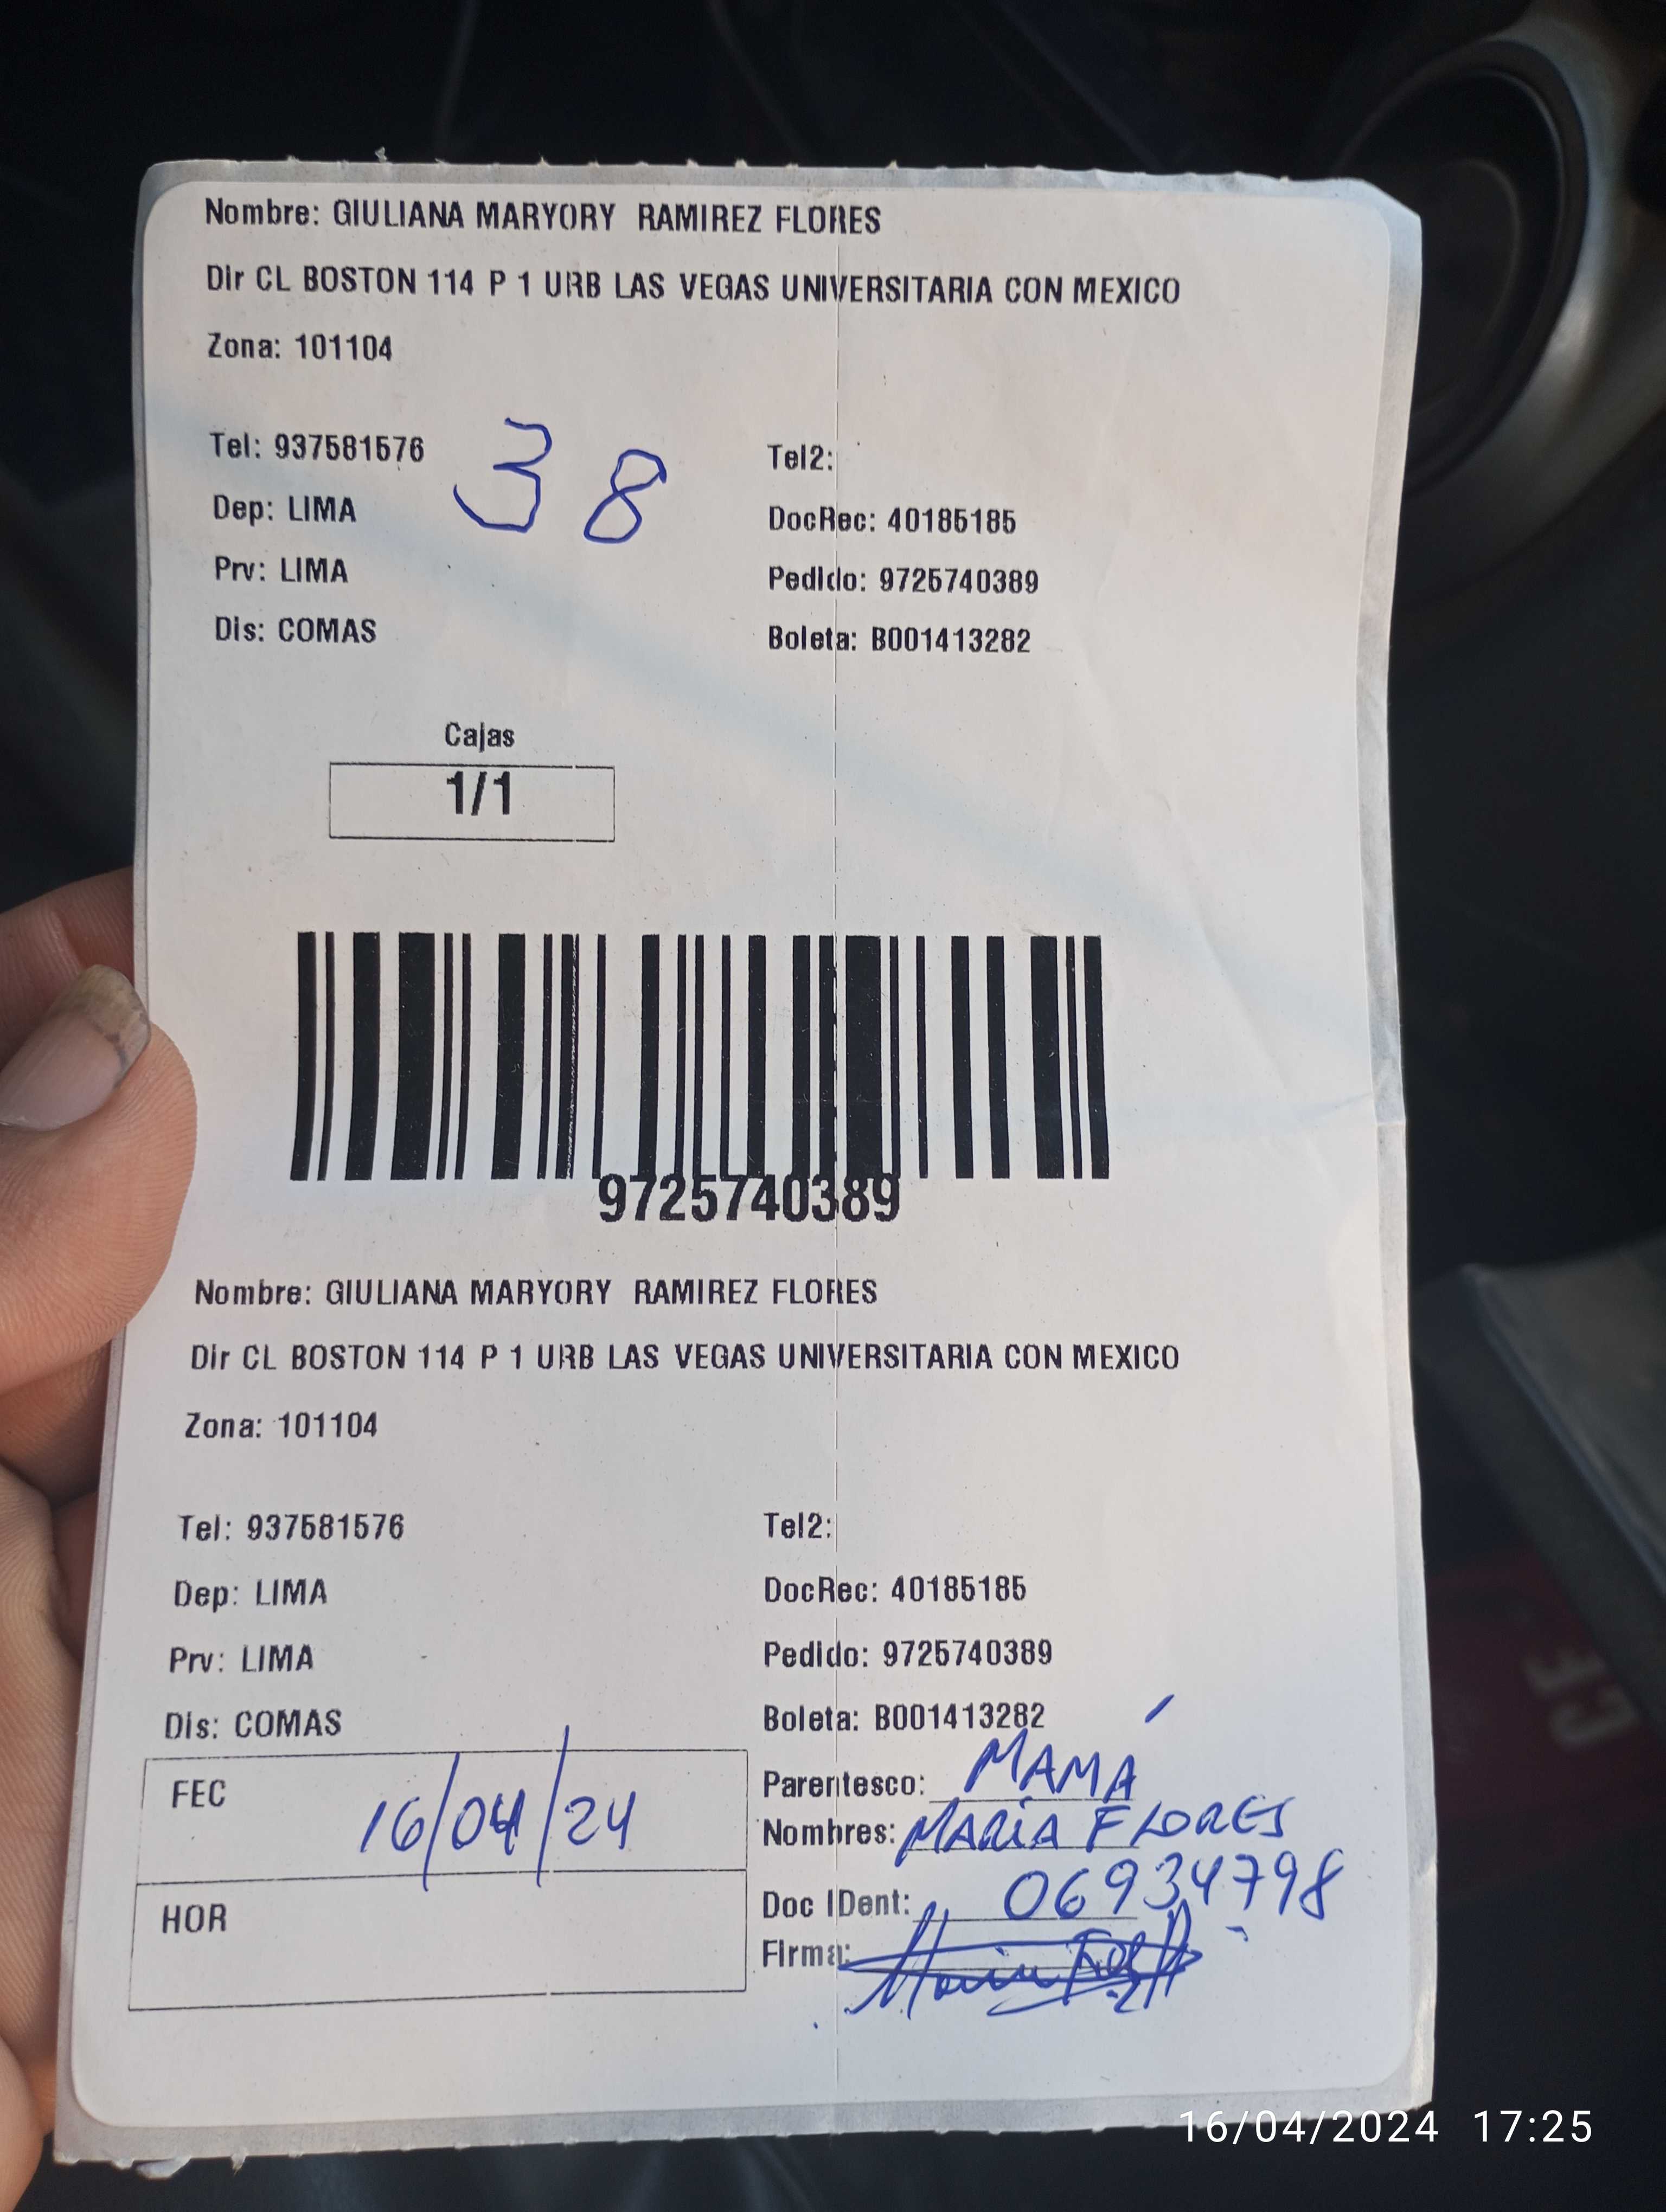 Nombre: GIULIANA MARYORY RAMIREZ FLORES
Dir CL BOSTON 114 P 1 URB LAS VEGAS UNIVERSITARIA CON MEXICO
Zona: 101104
Tel: 937581576
38
Tel2:
Dep: LIMA
DocRec: 40185185
Prv: LIMA
Pedido: 9725740389
Dis: COMAS
Boleta: B001413282
Cajas
1/1
9725740389
Nombre: GIULIANA MARYORY RAMIREZ FLORES
Dir CL BOSTON 114 P 1 URB LAS VEGAS UNIVERSITARIA CON MEXICO
Zona: 101104
Tel: 937581576
Tel2:
Dep: LIMA
DocRec: 40185185
Prv: LIMA
Pedido: 9725740389
Dis: COMAS
Boleta: B001413282
FEC 16/04/24
HOR
Parentesco: MAMÁ
Nombres: MARÍA FLORES
Doc IDent: 06934798
Firma:
16/04/2024 17:25